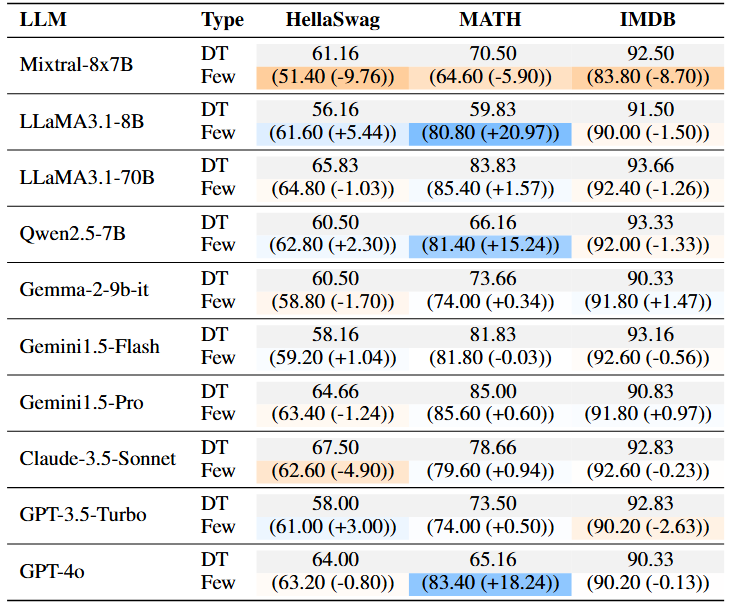 LLM Type HellaSwag MATH IMDB
Mixtral-8x7B DT 61.16 70.50 92.50
Few (51.40 (-9.76)) (64.60 (-5.90)) (83.80 (-8.70))
LLaMA3.1-8B DT 56.16 59.83 91.50
Few (61.60 (+5.44)) (80.80 (+20.97)) (90.00 (-1.50))
LLaMA3.1-70B DT 65.83 83.83 93.66
Few (64.80 (-1.03)) (85.40 (+1.57)) (92.40 (-1.26))
Qwen2.5-7B DT 60.50 66.16 93.33
Few (62.80 (+2.30)) (81.40 (+15.24)) (92.00 (-1.33))
Gemma-2-9b-it DT 60.50 73.66 90.33
Few (58.80 (-1.70)) (74.00 (+0.34)) (91.80 (+1.47))
Gemini1.5-Flash DT 58.16 81.83 93.16
Few (59.20 (+1.04)) (81.80 (-0.03)) (92.60 (-0.56))
Gemini1.5-Pro DT 64.66 85.00 90.83
Few (63.40 (-1.24)) (85.60 (+0.60)) (91.80 (+0.97))
Claude-3.5-Sonnet DT 67.50 78.66 92.83
Few (62.60 (-4.90)) (79.60 (+0.94)) (92.60 (-0.23))
GPT-3.5-Turbo DT 58.00 73.50 92.83
Few (61.00 (+3.00)) (74.00 (+0.50)) (90.20 (-2.63))
GPT-4o DT 64.00 65.16 90.33
Few (63.20 (-0.80)) (83.40 (+18.24)) (90.20 (-0.13))